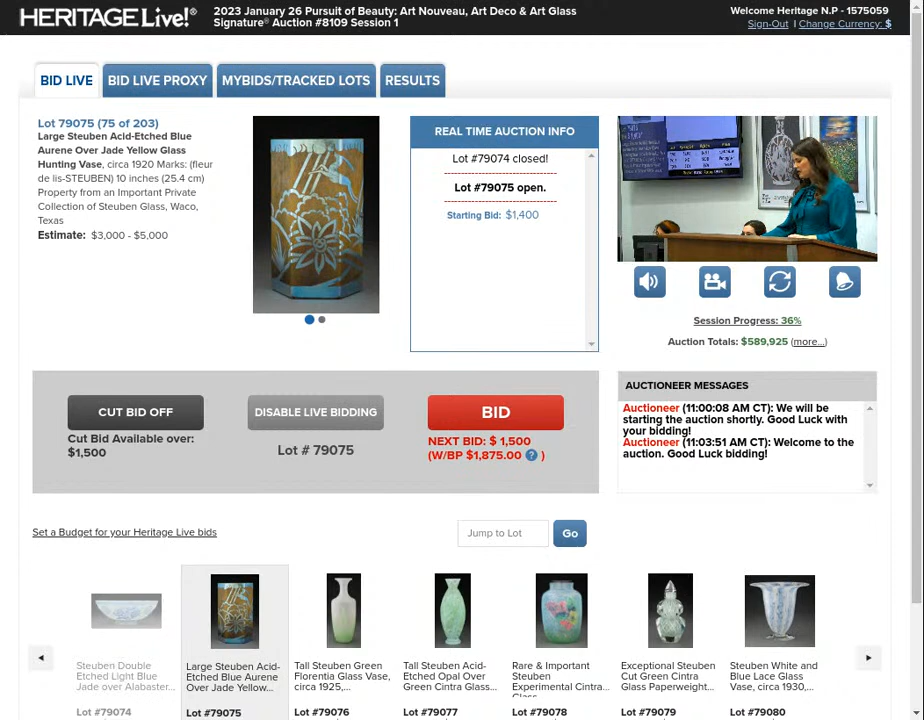 HERITAGE Live!®
2023 January 26 Pursuit of Beauty: Art Nouveau, Art Deco & Art Glass
Signature® Auction #8109 Session 1
Welcome Heritage N.P - 1575059
Sign-Out | Change Currency: $
BID LIVE
BID LIVE PROXY
MYBIDS/TRACKED LOTS
RESULTS
Lot 79075 (75 of 203)
Large Steuben Acid-Etched Blue
Aurene Over Jade Yellow Glass
Hunting Vase, circa 1920 Marks: (fleur
de lis-STEUBEN) 10 inches (25.4 cm)
Property from an Important Private
Collection of Steuben Glass, Waco,
Texas
Estimate: $3,000 - $5,000
REAL TIME AUCTION INFO
Lot #79074 closed!
Lot #79075 open.
Starting Bid: $1,400
Session Progress: 36%
Auction Totals: $589,925 (more...)
CUT BID OFF
Cut Bid Available over:
$1,500
DISABLE LIVE BIDDING
Lot # 79075
BID
NEXT BID: $ 1,500
(W/BP $1,875.00 ? )
AUCTIONEER MESSAGES
Auctioneer (11:00:08 AM CT): We will be
starting the auction shortly. Good Luck with
your bidding!
Auctioneer (11:03:51 AM CT): Welcome to the
auction. Good Luck bidding!
Set a Budget for your Heritage Live bids
Jump to Lot
Go
Steuben Double
Etched Light Blue
Jade over Alabaster...
Lot #79074
Large Steuben Acid-
Etched Blue Aurene
Over Jade Yellow...
Lot #79075
Tall Steuben Green
Florentia Glass Vase,
circa 1925,...
Lot #79076
Tall Steuben Acid-
Etched Opal Over
Green Cintra Glass...
Lot #79077
Rare & Important
Steuben
Experimental Cintra...
Lot #79078
Exceptional Steuben
Cut Green Cintra
Glass Paperweight...
Lot #79079
Steuben White and
Blue Lace Glass
Vase, circa 1930,...
Lot #79080